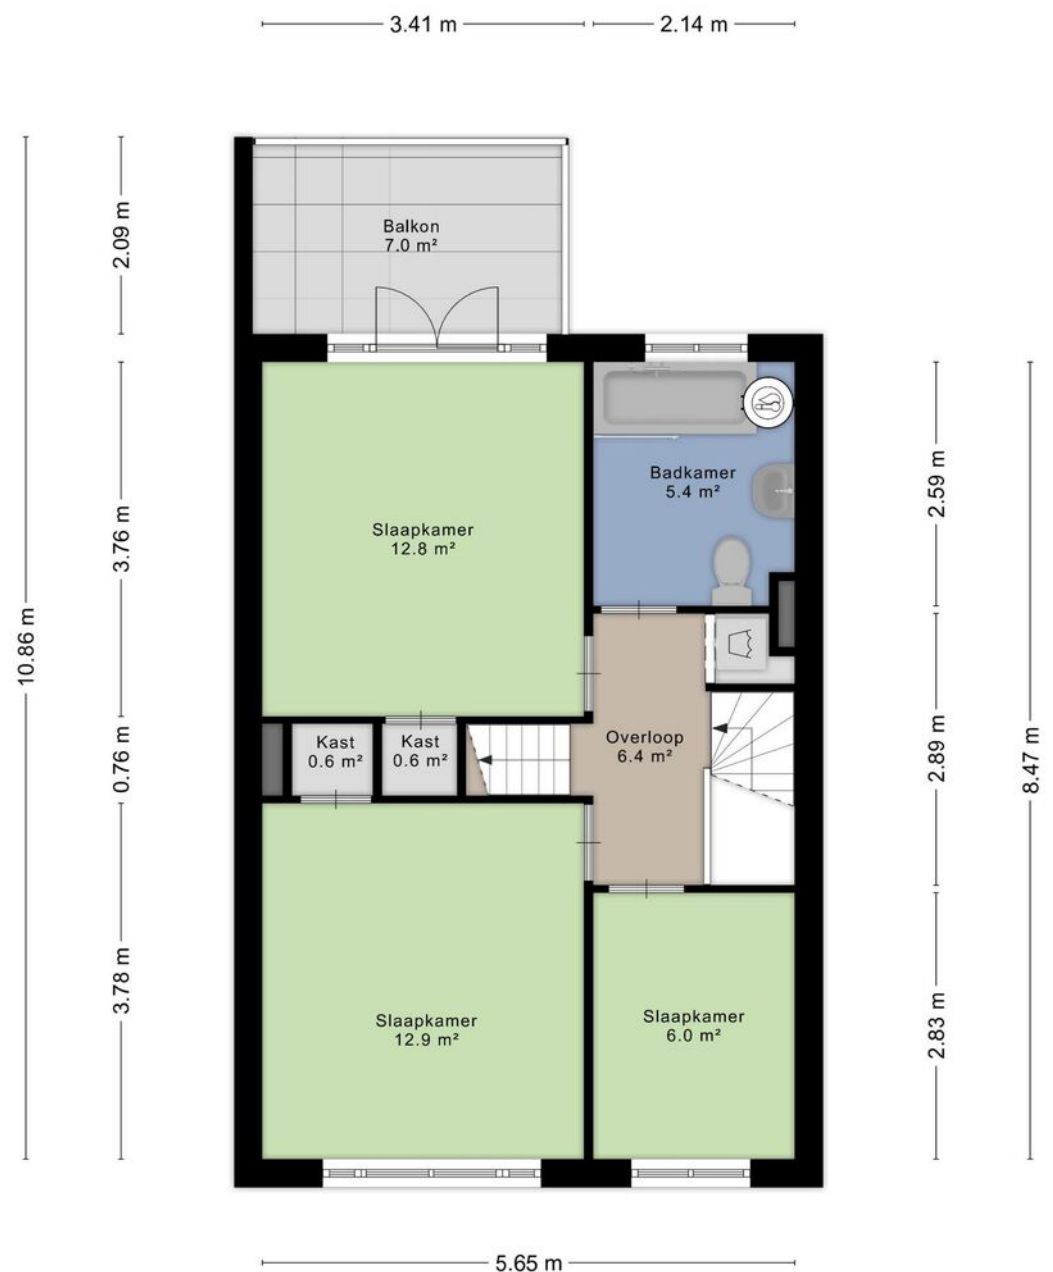 3.41 m
2.14 m
2.09 m
Balkon
7.0 m²
10.86 m
3.76 m
Slaapkamer
12.8 m²
Badkamer
5.4 m²
2.59 m
0.76 m
Kast
0.6 m²
Kast
0.6 m²
Overloop
6.4 m²
2.89 m
8.47 m
3.78 m
Slaapkamer
12.9 m²
Slaapkamer
6.0 m²
2.83 m
5.65 m